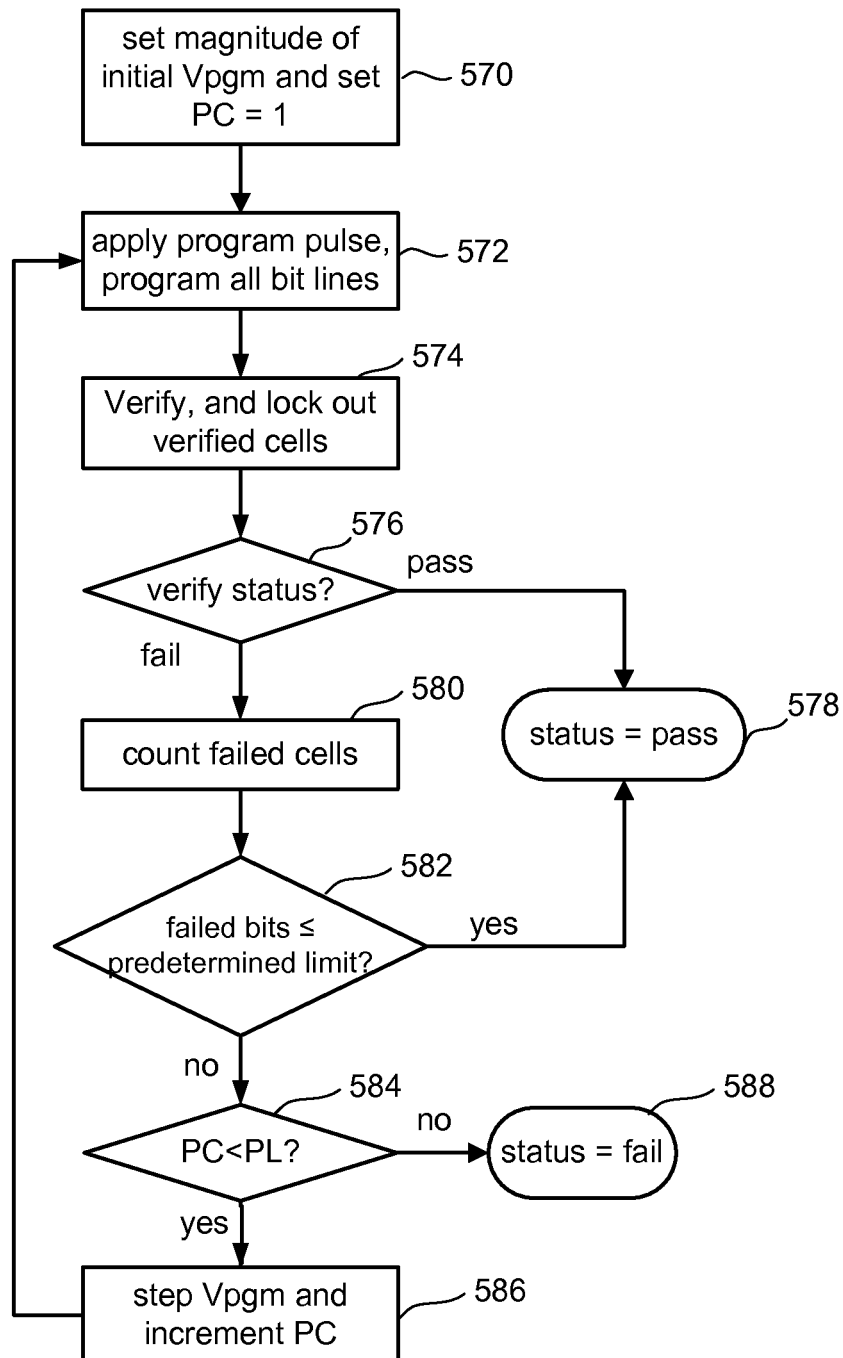 set magnitude of
initial Vpgm and set
PC = 1
570
apply program pulse,
program all bit lines
572
574
Verify, and lock out
verified cells
576
verify status?
pass
fail
580
count failed cells
status = pass
578
582
failed bits ≤
predetermined limit?
yes
no
584
PC<PL?
no
588
status = fail
yes
step Vpgm and
increment PC
586